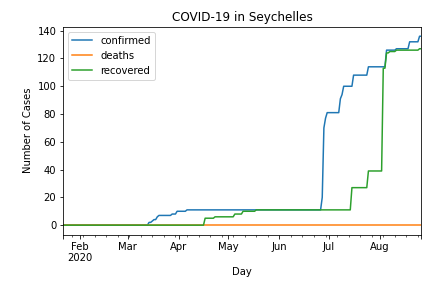 COVID-19 in Seychelles
confirmed
deaths
recovered
Number of Cases
140
120
100
80
60
40
20
0
Feb
2020
Mar
Apr
May
Jun
Jul
Aug
Day